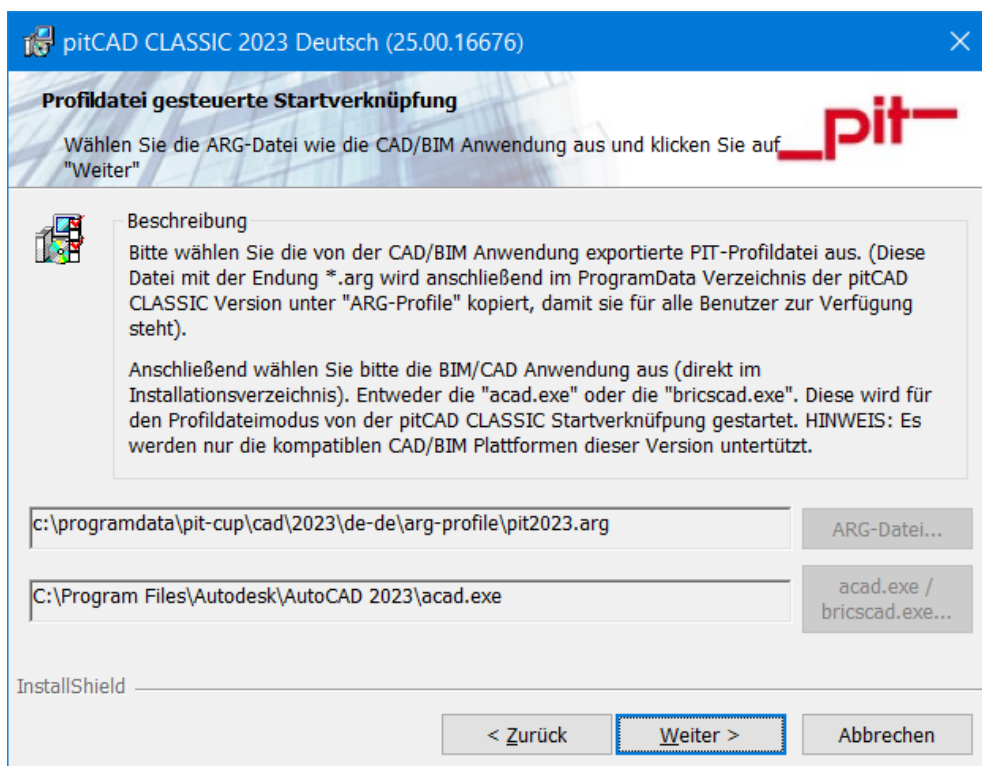 pitCAD CLASSIC 2023 Deutsch (25.00.16676)
Profildatei gesteuerte Startverknüpfung
Wählen Sie die ARG-Datei wie die CAD/BIM Anwendung aus und klicken Sie auf
"Weiter"
_pit
Beschreibung
Bitte wählen Sie die von der CAD/BIM Anwendung exportierte PIT-Profildatei aus. (Diese
Datei mit der Endung *.arg wird anschließend im ProgramData Verzeichnis der pitCAD
CLASSIC Version unter "ARG-Profile" kopiert, damit sie für alle Benutzer zur Verfügung
steht).
Anschließend wählen Sie bitte die BIM/CAD Anwendung aus (direkt im
Installationsverzeichnis). Entweder die "acad.exe" oder die "bricscad.exe". Diese wird für
den Profildateimodus von der pitCAD CLASSIC Startverknüfpung gestartet. HINWEIS: Es
werden nur die kompatiblen CAD/BIM Plattformen dieser Version untertützt.
c:\programdata\pit-cup\cad\2023\de-de\arg-profile\pit2023.arg
ARG-Datei...
C:\Program Files\Autodesk\AutoCAD 2023\acad.exe
acad.exe /
bricscad.exe...
InstallShield
< Zurück
Weiter >
Abbrechen